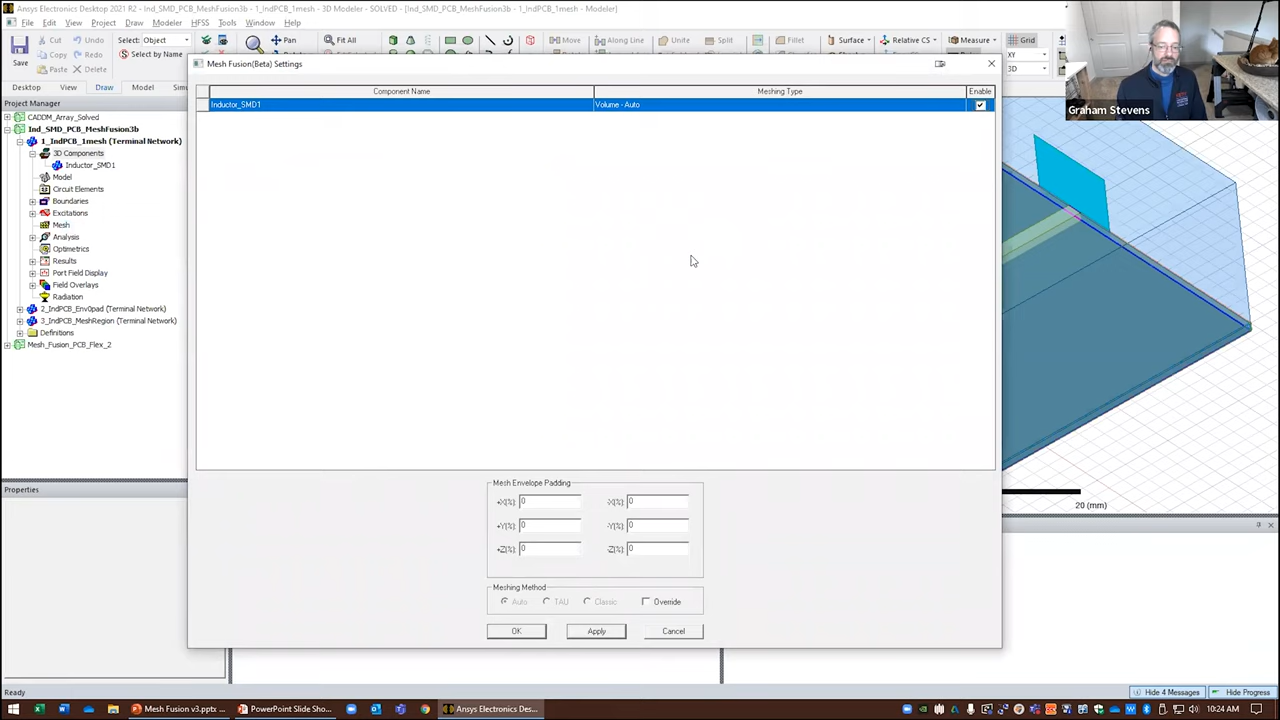 Ansys Electronics Desktop 2021 R2 - Ind_SMD_PCB_MeshFusion3b - 1_IndPCB_1mesh - 3D Modeler - SOLVED - [Ind_SMD_PCB_MeshFusion3b - 1_IndPCB_1mesh - Modeler]
File Edit View Project Draw Modeler HFSS Tools Window Help
Save Cut Undo Select: Object Pan Fit All Move Along Line Unite Split Fillet Surface Relative CS Measure Grid
Copy Redo Select by Name XY
Paste Delete 3D
Desktop View Draw Model
Mesh Fusion(Beta) Settings
Component Name Meshing Type Enable
Inductor_SMD1 Volume - Auto
Graham Stevens
Project Manager
CADDM_Array_Solved
Ind_SMD_PCB_MeshFusion3b
1_IndPCB_1mesh (Terminal Network)
3D Components
Inductor_SMD1
Model
Circuit Elements
Boundaries
Excitations
Mesh
Analysis
Optimetrics
Results
Port Field Display
Field Overlays
Radiation
2_IndPCB_Env0pad (Terminal Network)
3_IndPCB_MeshRegion (Terminal Network)
Definitions
Mesh_Fusion_PCB_Flex_2
Properties
Mesh Envelope Padding
+X(%): 0 -X(%): 0
+Y(%): 0 -Y(%): 0
+Z(%): 0 -Z(%): 0
Meshing Method
Auto TAU Classic Override
OK Apply Cancel
20 (mm)
Ready Hide 4 Messages Hide Progress
Mesh Fusion v3.pptx ... PowerPoint Slide Sho... Ansys Electronics Des... 10:24 AM